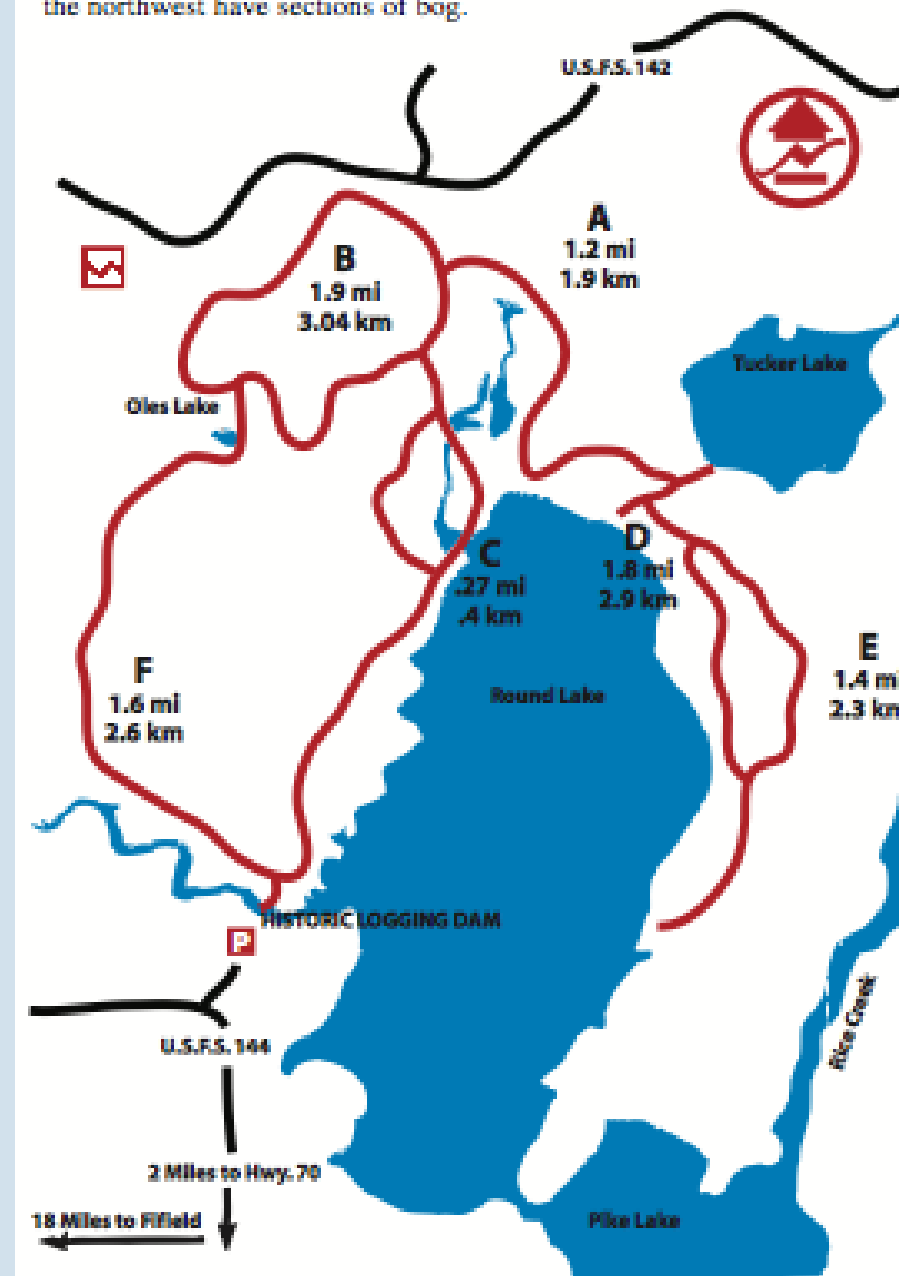 the northwest have sections of bog.
U.S.F.S. 142
A
1.2 mi
1.9 km
B
1.9 mi
3.04 km
Tucker Lake
Oles Lake
C
.27 mi
.4 km
D
1.8 mi
2.9 km
E
1.4 mi
2.3 km
F
1.6 mi
2.6 km
Round Lake
HISTORIC LOGGING DAM
P
Rice Creek
U.S.F.S. 144
2 Miles to Hwy. 70
18 Miles to Fifield
Pike Lake